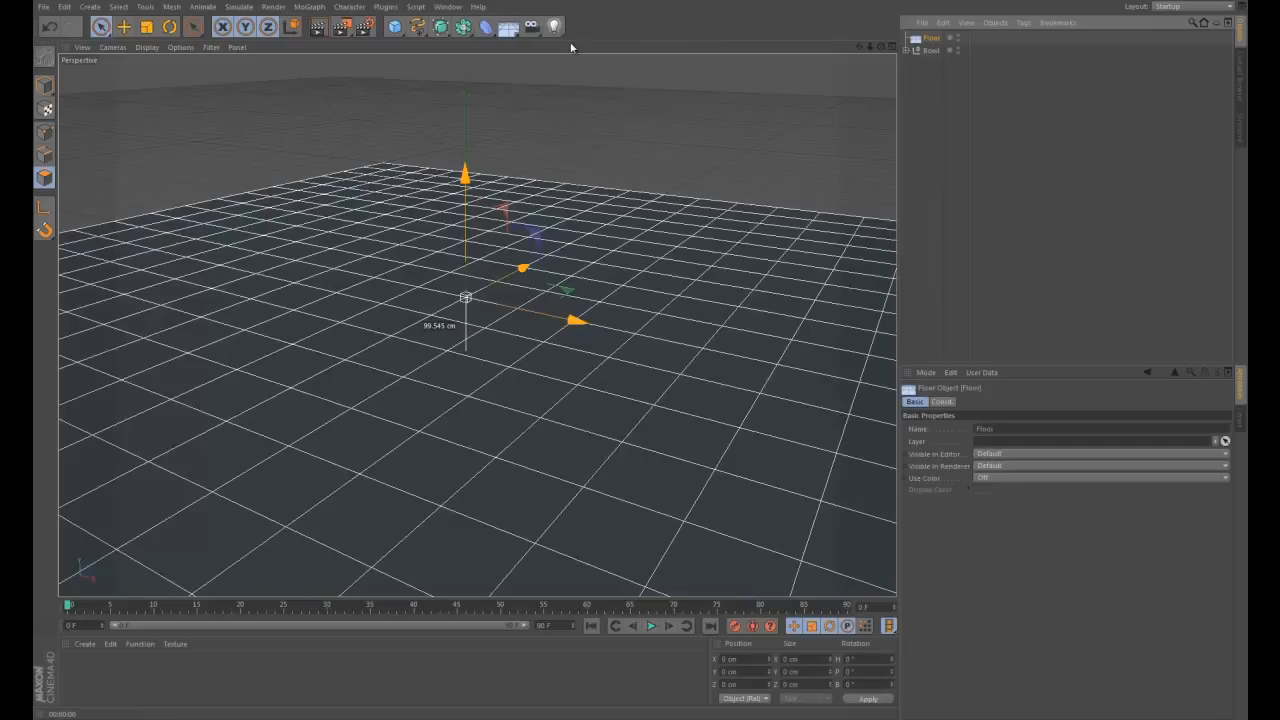 File Edit Create Select Tools Mesh Animate Simulate Render MoGraph Character Plugins Script Window Help
Layout: Startup
File Edit View Objects Tags Bookmarks
View Cameras Display Options Filter Panel
Perspective
Floor
Bowl
99.545 cm
Mode Edit User Data
Floor Object [Floor]
Basic Coord.
Basic Properties
Name Floor
Layer
Visible in Editor Default
Visible in Renderer Default
Use Color Off
Display Color
0 5 10 15 20 25 30 35 40 45 50 55 60 65 70 75 80 85 90 0 F
0 F 0 F 90 F 90 F
Create Edit Function Texture
Position Size Rotation
X 0 cm X 0 cm H 0 °
Y 0 cm Y 0 cm P 0 °
Z 0 cm Z 0 cm B 0 °
Object (Rel) Apply
MAXON
CINEMA 4D
00:00:00